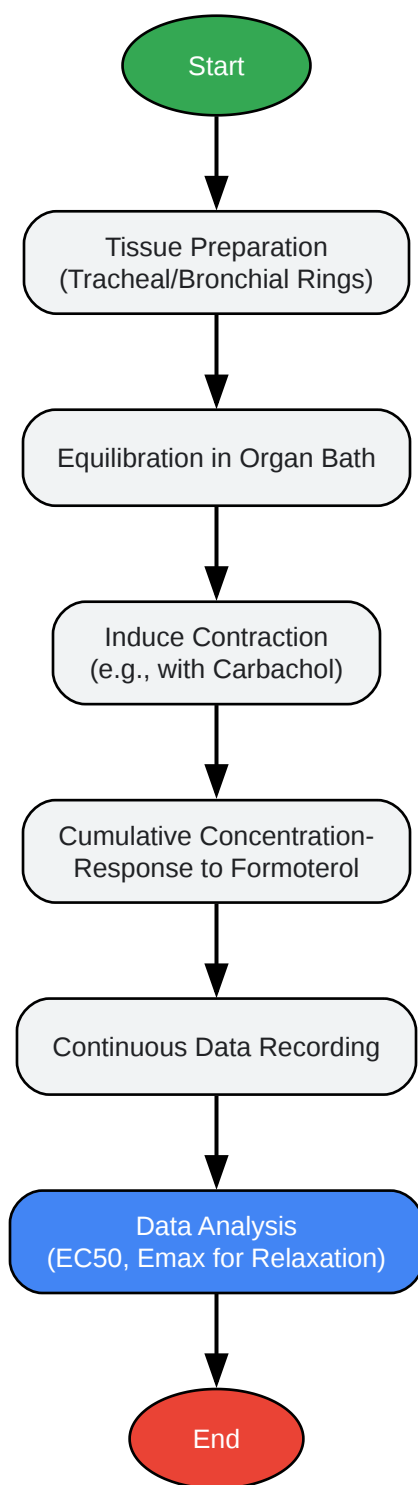 Start
Tissue Preparation
(Tracheal/Bronchial Rings)
Equilibration in Organ Bath
Induce Contraction
(e.g., with Carbachol)
Cumulative Concentration-
Response to Formoterol
Continuous Data Recording
Data Analysis
(EC50, Emax for Relaxation)
End